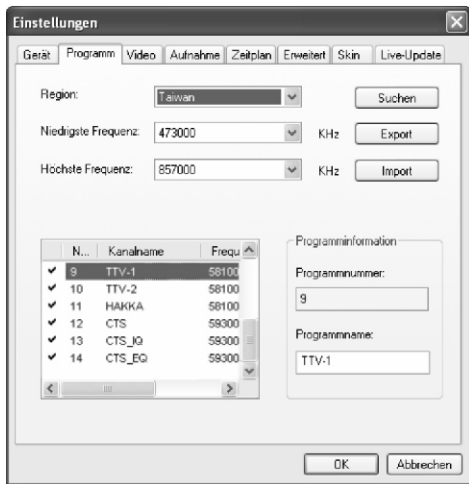 Einstellungen
Gerät Programm Video Aufnahme Zeitplan Erweitert Skin Live-Update
Region: Taiwan Suchen
Niedrigste Frequenz: 473000 KHz Export
Höchste Frequenz: 857000 KHz Import
N... Kanalname Frequ
9 TTV-1 58100
10 TTV-2 58100
11 HAKKA 58100
12 CTS 59300
13 CTS_IQ 59300
14 CTS_EQ 59300
Programminformation
Programmnummer:
9
Programmname:
TTV-1
OK Abbrechen